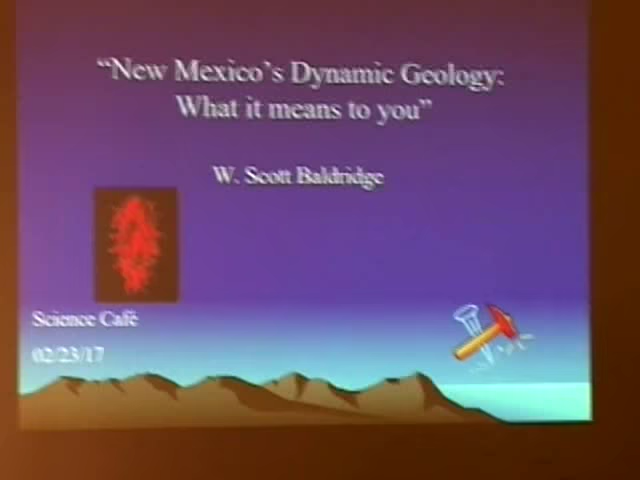 “New Mexico’s Dynamic Geology:
What it means to you”
W. Scott Baldridge
Science Café
02/23/17